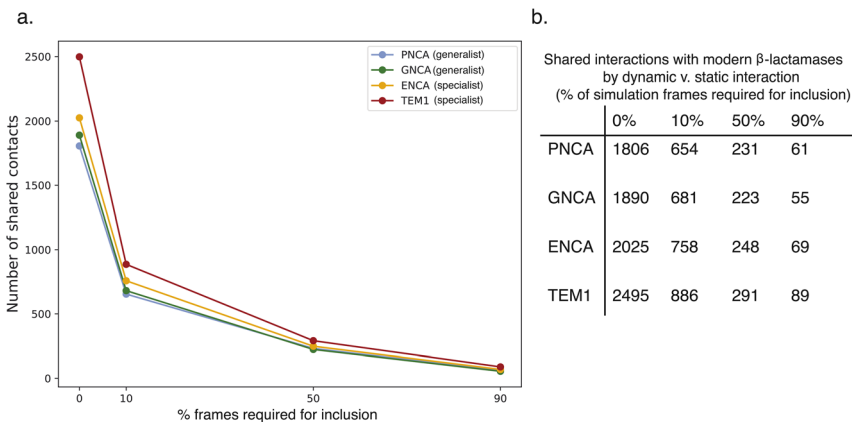 a.
2500
2000
1500
1000
500
0
Number of shared contacts
0 10 50 90
% frames required for inclusion
PNCA (generalist)
GNCA (generalist)
ENCA (specialist)
TEM1 (specialist)
b.
Shared interactions with modern β-lactamases
by dynamic v. static interaction
(% of simulation frames required for inclusion)
0% 10% 50% 90%
PNCA 1806 654 231 61
GNCA 1890 681 223 55
ENCA 2025 758 248 69
TEM1 2495 886 291 89